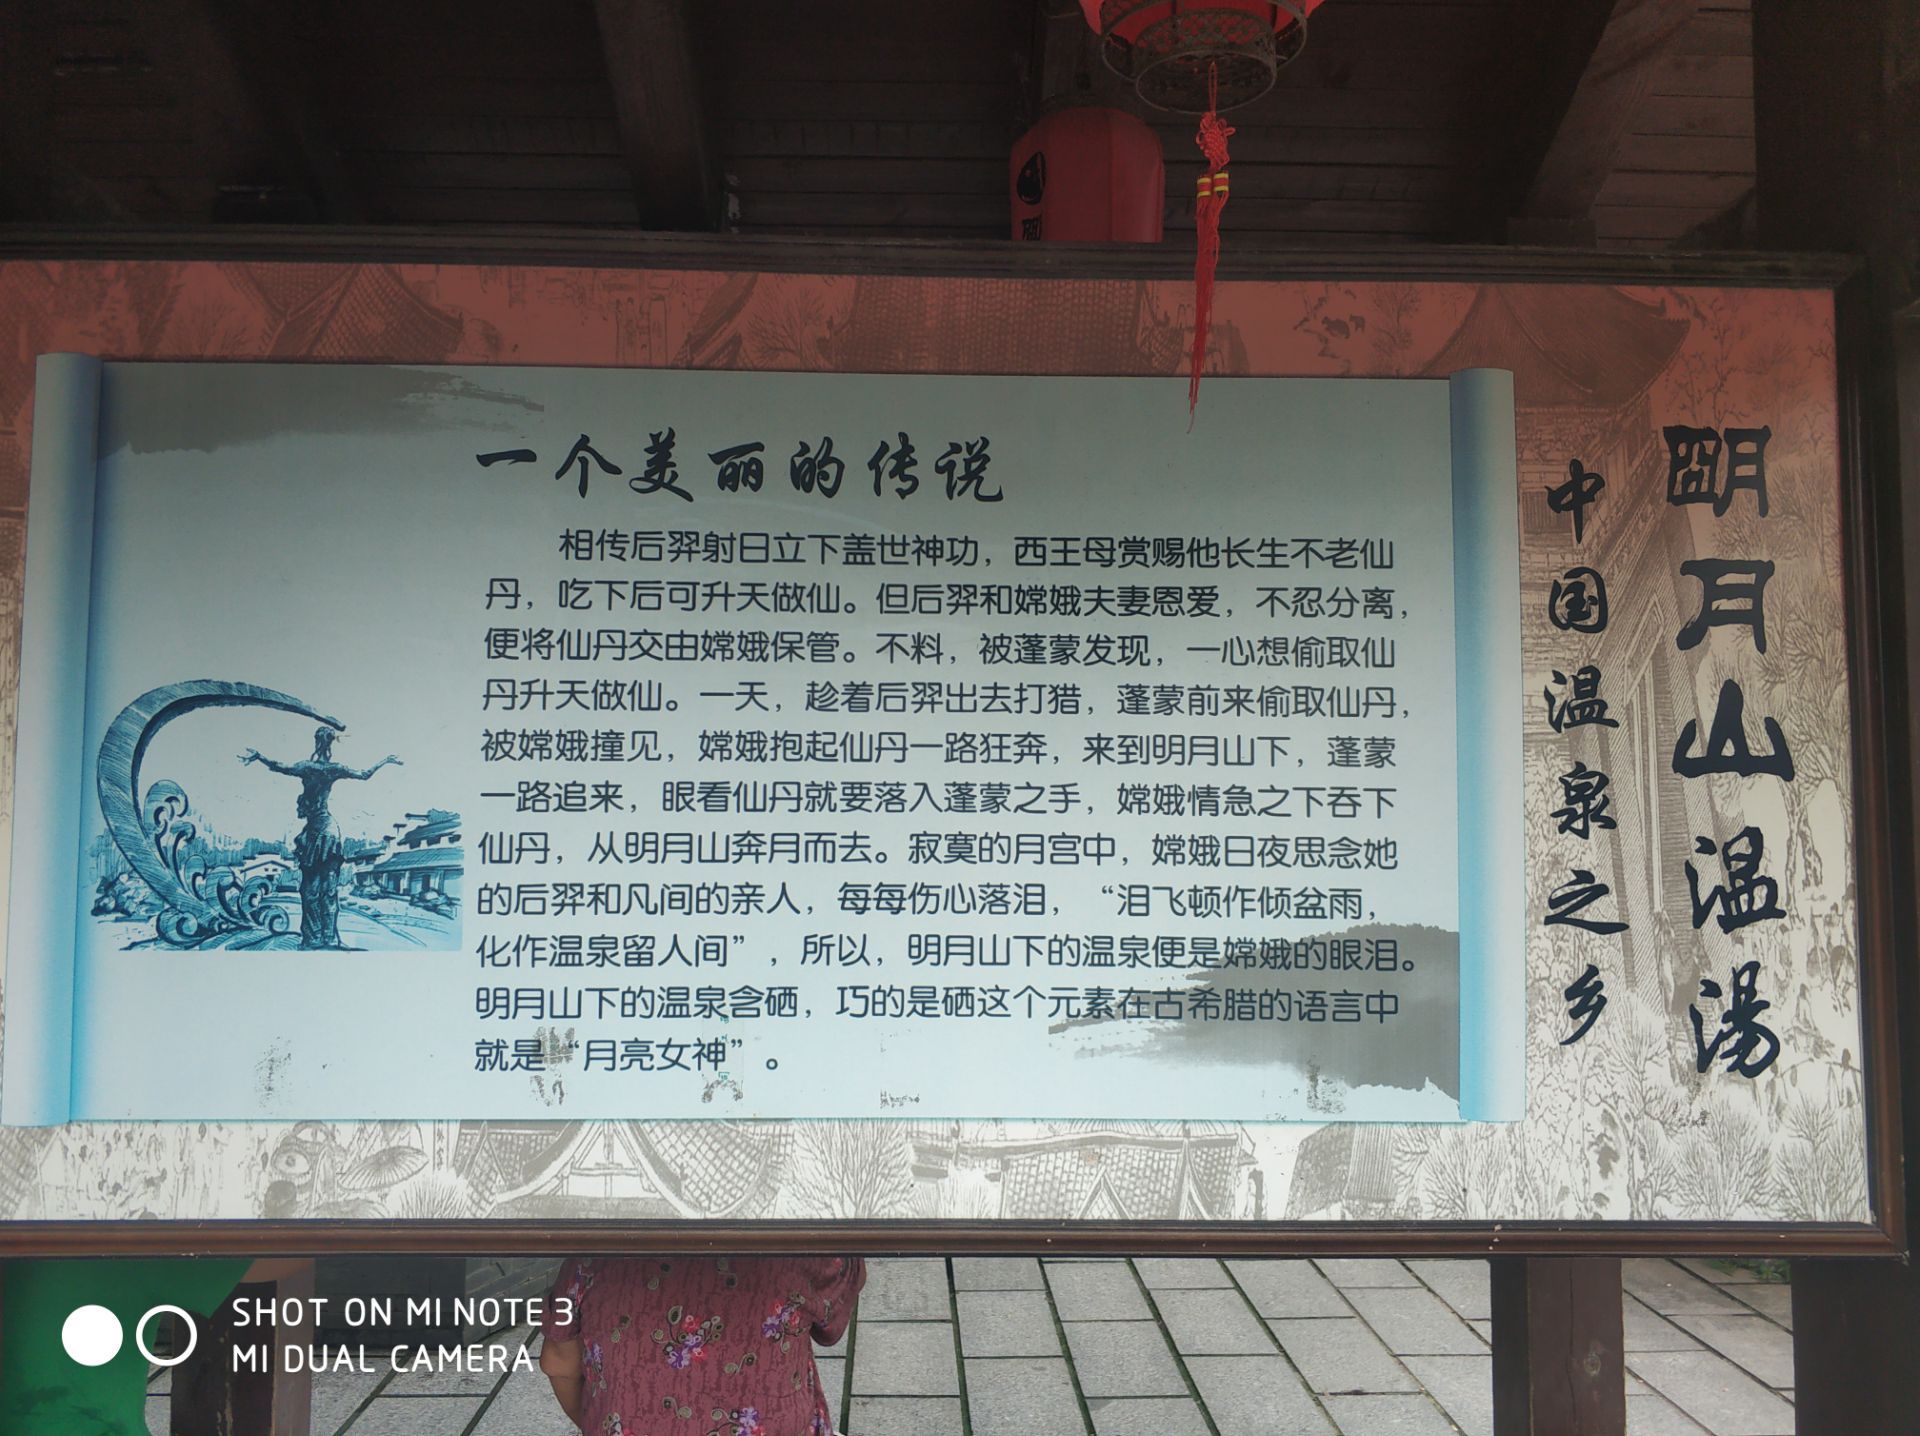 一个美丽的传说
相传后羿射日立下盖世神功，西王母赏赐他长生不老仙
丹，吃下后可升天做仙。但后羿和嫦娥夫妻恩爱，不忍分离，
便将仙丹交由嫦娥保管。不料，被蓬蒙发现，一心想偷取仙
丹升天做仙。一天，趁着后羿出去打猎，蓬蒙前来偷取仙丹，
被嫦娥撞见，嫦娥抱起仙丹一路狂奔，来到明月山下，蓬蒙
一路追来，眼看仙丹就要落入蓬蒙之手，嫦娥情急之下吞下
仙丹，从明月山奔月而去。寂寞的月宫中，嫦娥日夜思念她
的后羿和凡间的亲人，每每伤心落泪，“泪飞顿作倾盆雨，
化作温泉留人间”，所以，明月山下的温泉便是嫦娥的眼泪。
明月山下的温泉含硒，巧的是硒这个元素在古希腊的语言中
就是“月亮女神”。
明月山温汤
中国温泉之乡
SHOT ON MI NOTE 3
MI DUAL CAMERA